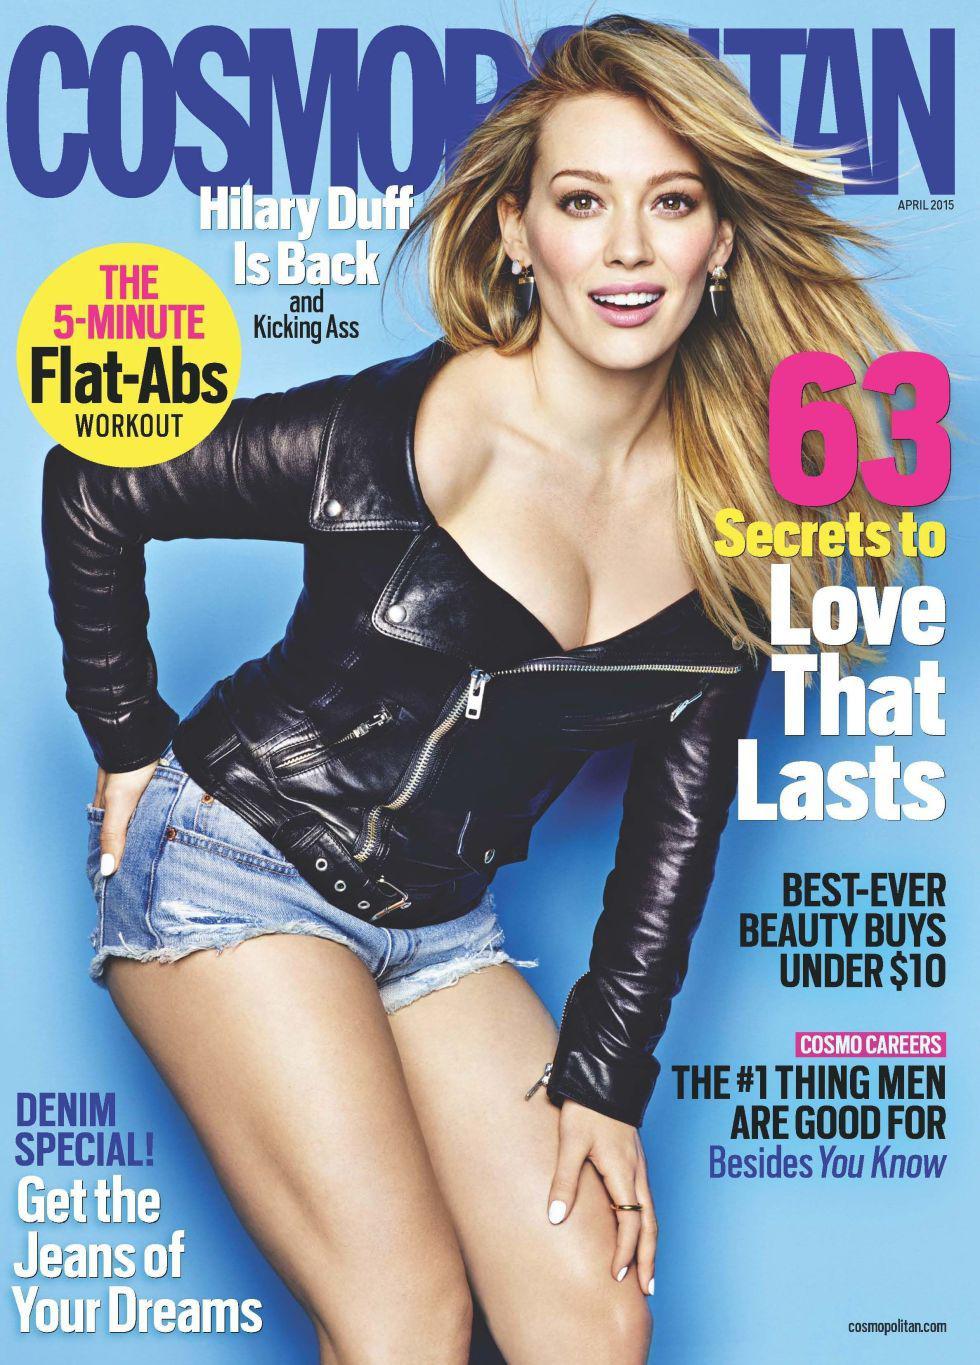 COSMOPOLITAN
APRIL 2015
Hilary Duff
Is Back
and
Kicking Ass
THE
5-MINUTE
Flat-Abs
WORKOUT
63
Secrets to
Love
That
Lasts
BEST-EVER
BEAUTY BUYS
UNDER $10
COSMO CAREERS
THE #1 THING MEN
ARE GOOD FOR
Besides You Know
DENIM
SPECIAL!
Get the
Jeans of
Your Dreams
cosmopolitan.com